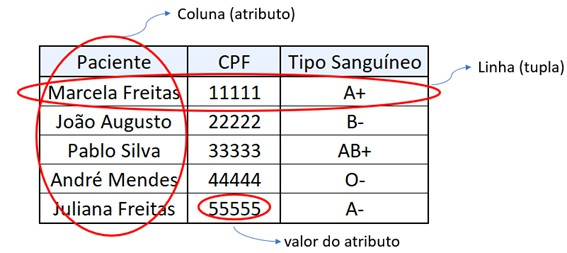 Coluna (atributo)
Paciente CPF Tipo Sanguíneo
Linha (tupla)
Marcela Freitas 11111 A+
João Augusto 22222 B-
Pablo Silva 33333 AB+
André Mendes 44444 O-
Juliana Freitas 55555 A-
valor do atributo